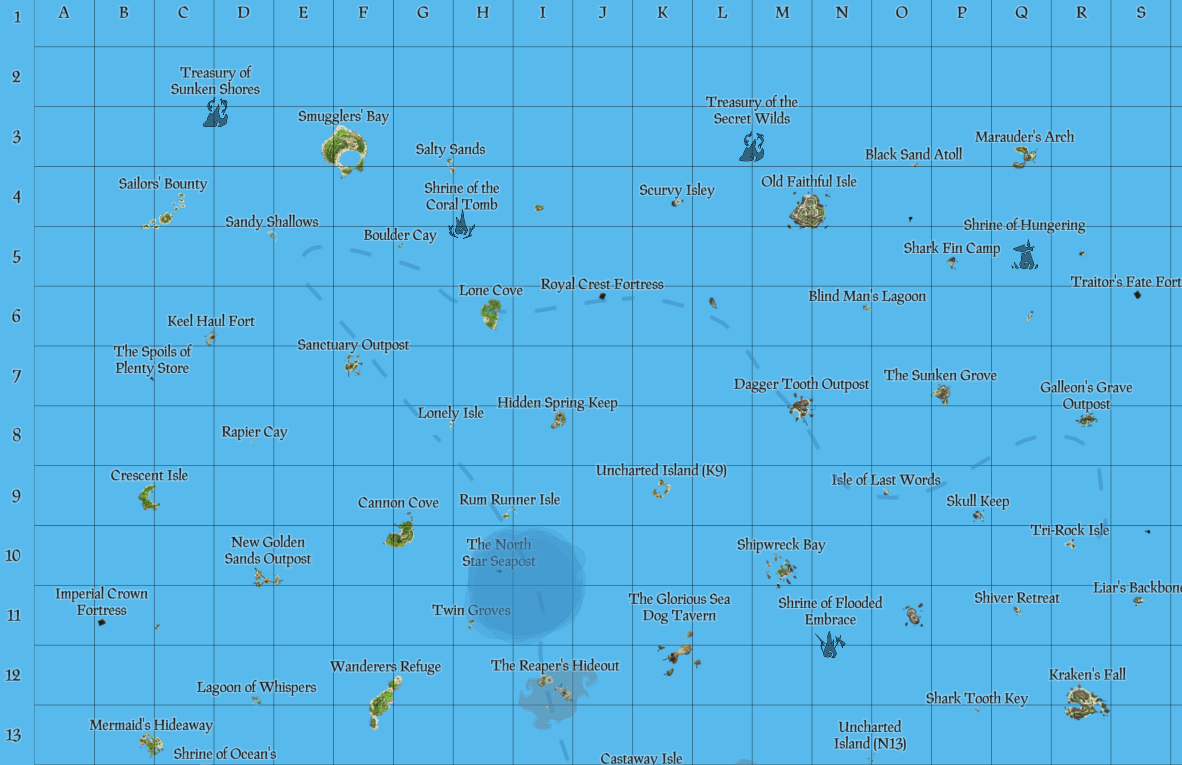 1 A B C D E F G H I J K L M N O P Q R S
2
Treasury of
Sunken Shores
3
Smugglers' Bay
Treasury of the
Secret Wilds
Salty Sands
Black Sand Atoll
Marauder's Arch
4
Sailors' Bounty
Shrine of the
Coral Tomb
Scurvy Isley
Old Faithful Isle
Sandy Shallows
Shrine of Hungering
5
Boulder Cay
Shark Fin Camp
Lone Cove
Royal Crest Fortress
Traitor's Fate Fort
6
Blind Man's Lagoon
Keel Haul Fort
Sanctuary Outpost
7
The Spoils of
Plenty Store
Dagger Tooth Outpost
The Sunken Grove
Galleon's Grave
Outpost
8
Lonely Isle
Hidden Spring Keep
Rapier Cay
9
Crescent Isle
Uncharted Island (K9)
Isle of Last Words
Cannon Cove
Rum Runner Isle
Skull Keep
10
New Golden
Sands Outpost
The North
Star Seapost
Shipwreck Bay
Tri-Rock Isle
11
Imperial Crown
Fortress
Twin Groves
The Glorious Sea
Dog Tavern
Shrine of Flooded
Embrace
Shiver Retreat
Liar's Backbone
12
Wanderers Refuge
The Reaper's Hideout
Kraken's Fall
Lagoon of Whispers
Shark Tooth Key
13
Mermaid's Hideaway
Uncharted
Island (N13)
Shrine of Ocean's
Castaway Isle